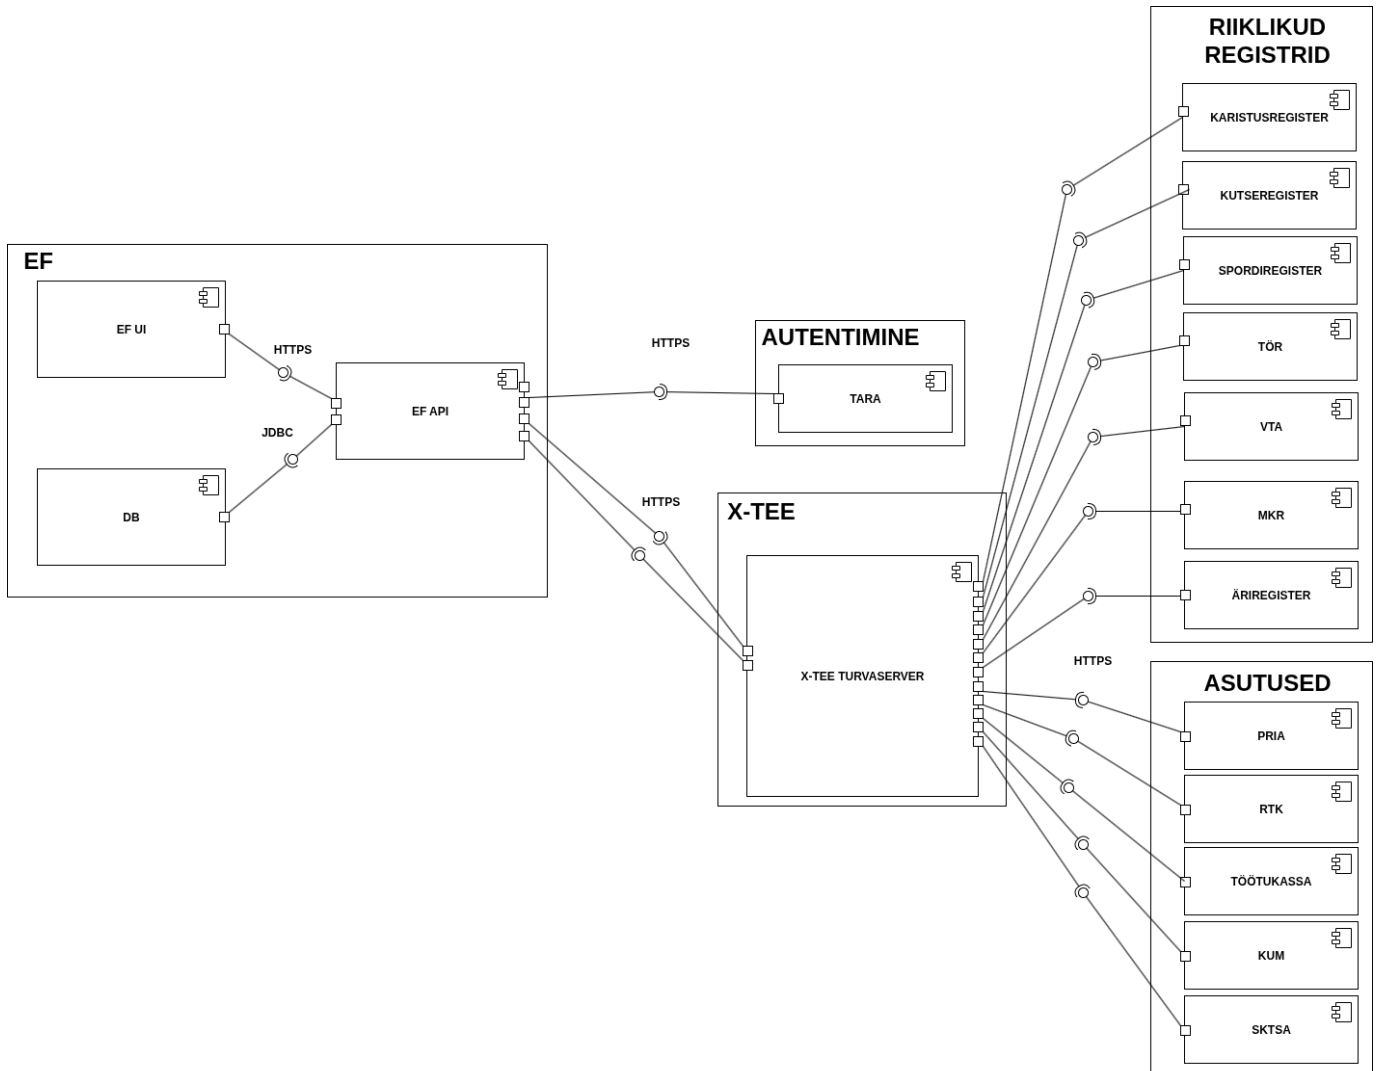 RIIKLIKUD
REGISTRID
KARISTUSREGISTER
KUTSEREGISTER
SPORDIREGISTER
TÖR
VTA
MKR
ÄRIREGISTER
EF
EF UI
HTTPS
EF API
JDBC
DB
HTTPS
AUTENTIMINE
TARA
HTTPS
X-TEE
X-TEE TURVASERVER
HTTPS
ASUTUSED
PRIA
RTK
TÖÖTUKASSA
KUM
SKTSA